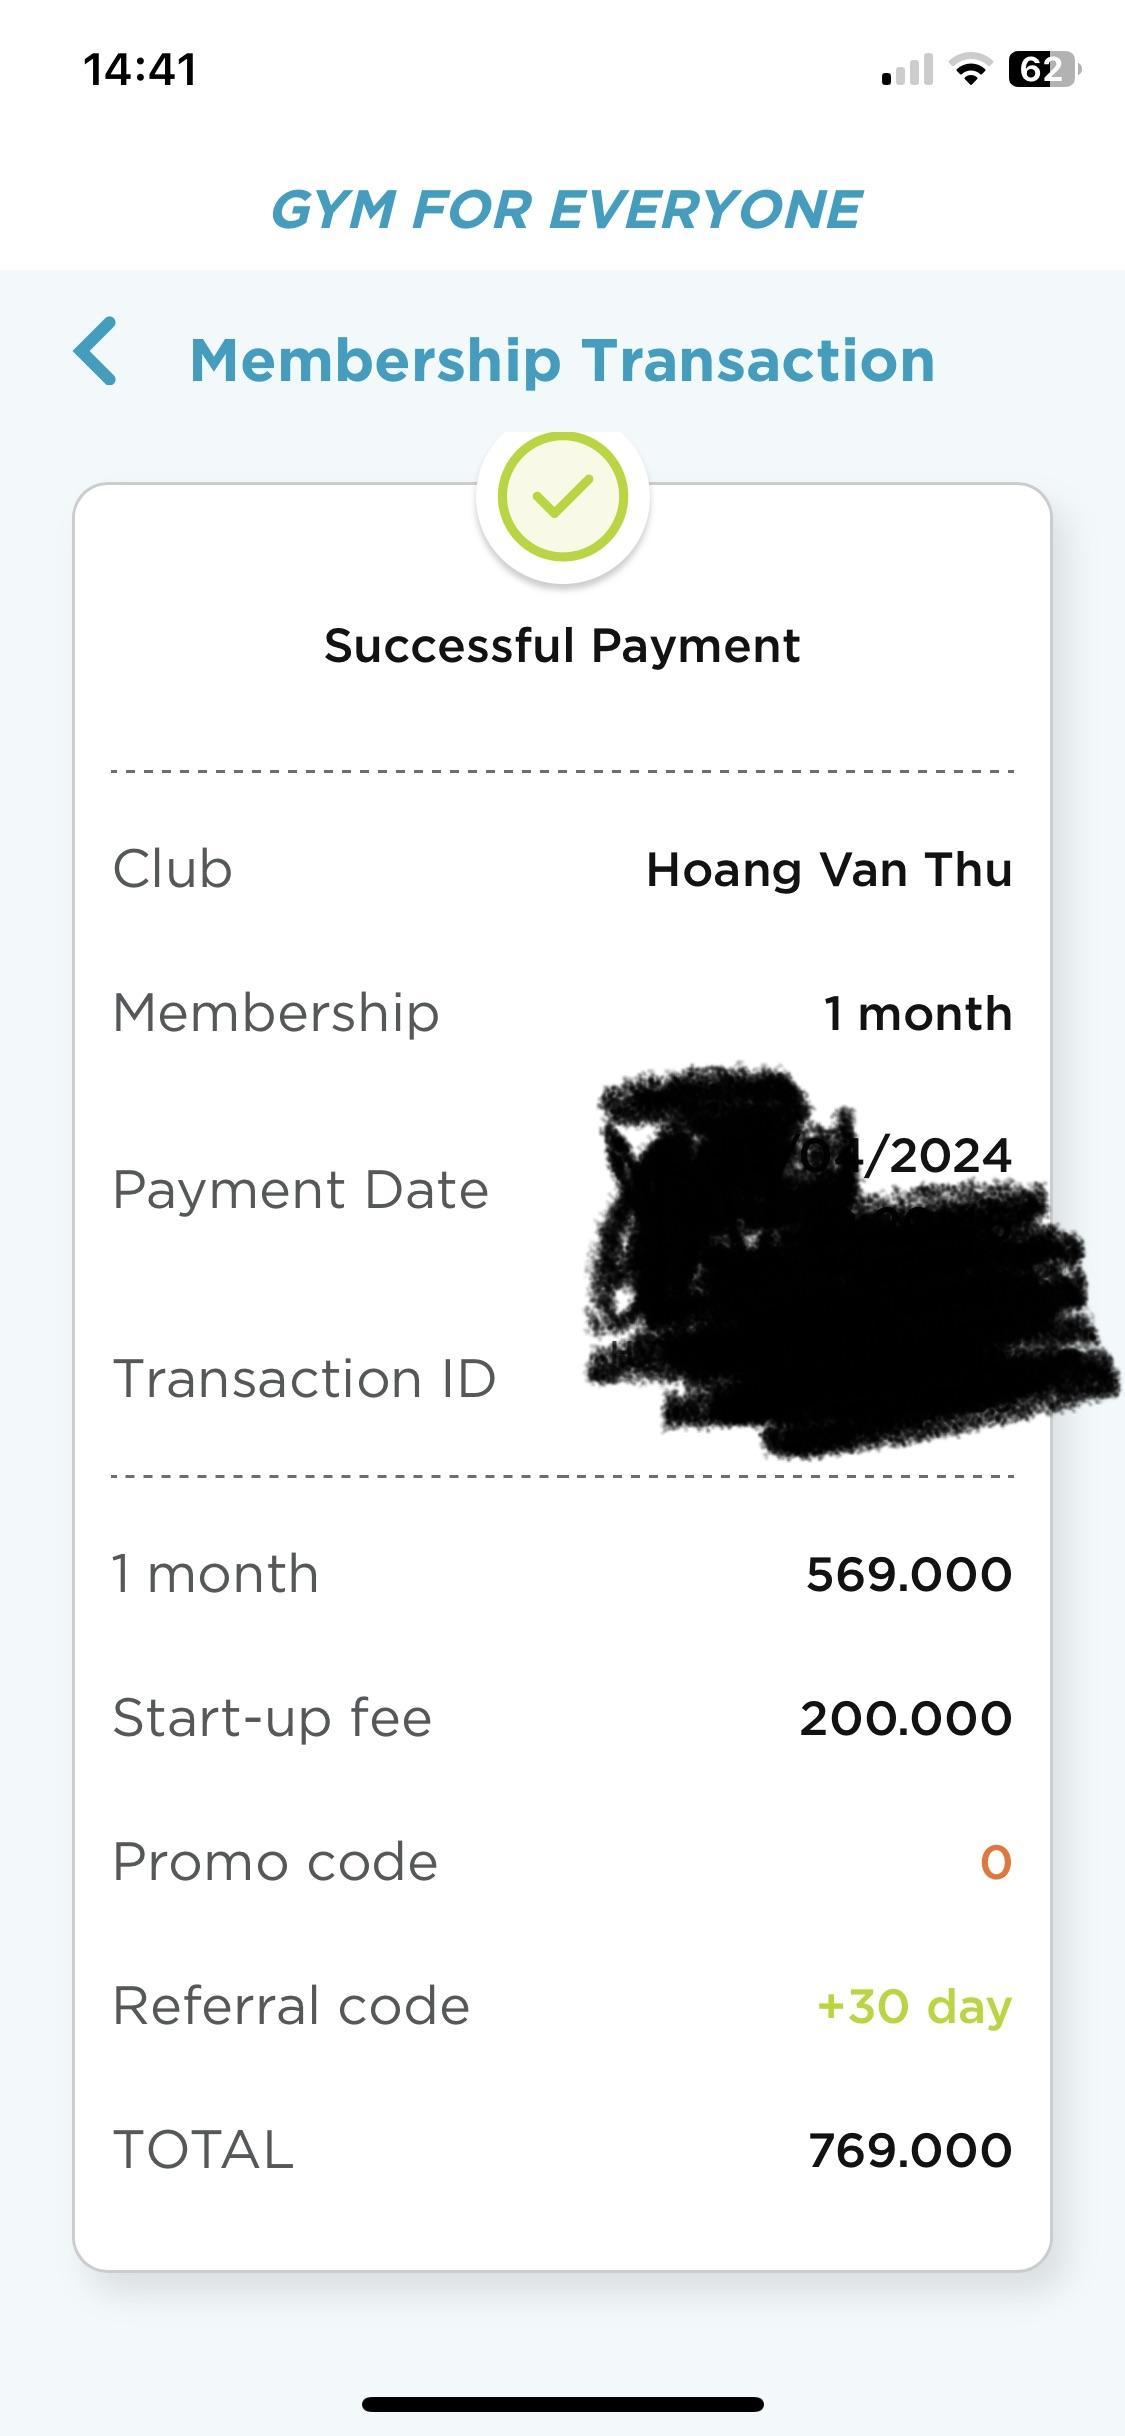 14:41
62
GYM FOR EVERYONE
Membership Transaction
Successful Payment
Club Hoang Van Thu
Membership 1 month
Payment Date /04/2024
Transaction ID
1 month 569.000
Start-up fee 200.000
Promo code 0
Referral code +30 day
TOTAL 769.000